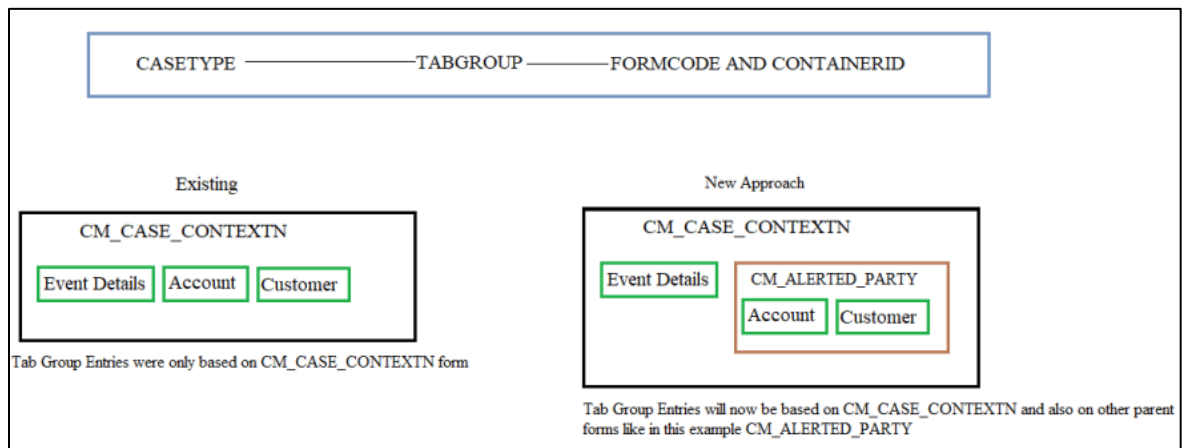 CASETYPE TABGROUP FORMCODE AND CONTAINERID
Existing
CM_CASE_CONTEXTN
Event Details Account Customer
Tab Group Entries were only based on CM_CASE_CONTEXTN form
New Approach
CM_CASE_CONTEXTN
Event Details
CM_ALERTED_PARTY
Account Customer
Tab Group Entries will now be based on CM_CASE_CONTEXTN and also on other parent
forms like in this example CM_ALERTED_PARTY